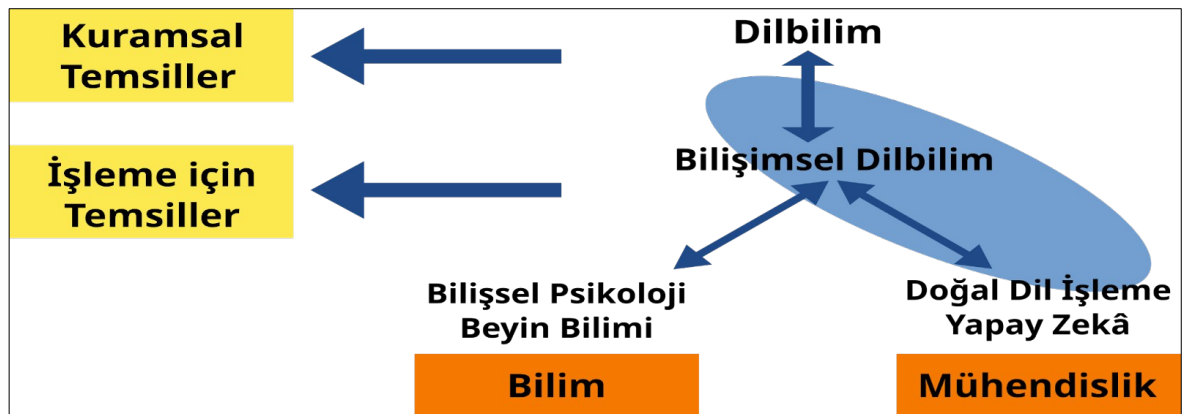 Kuramsal
Temsiller
Dilbilim
İşleme için
Temsiller
Bilişimsel Dilbilim
Bilişsel Psikoloji
Beyin Bilimi
Doğal Dil İşleme
Yapay Zekâ
Bilim
Mühendislik